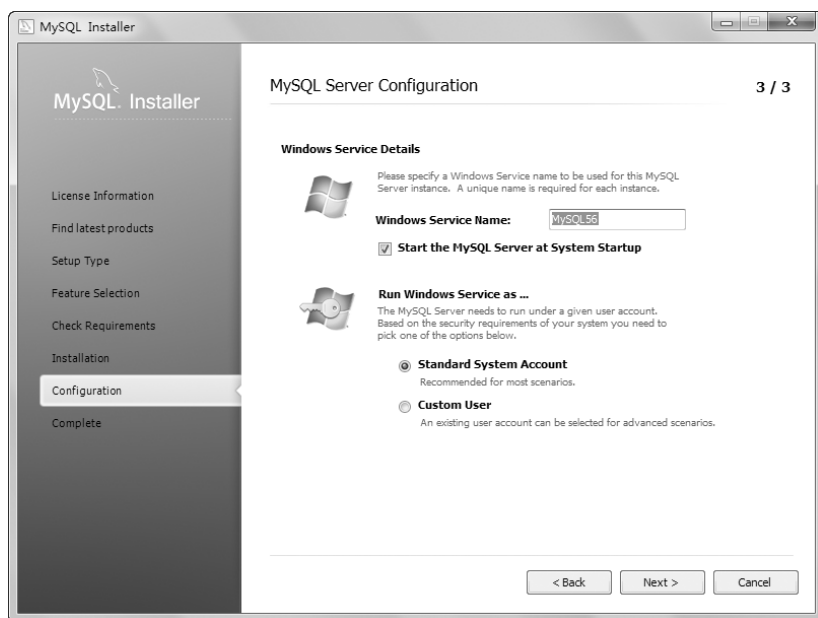 MySQL Installer
MySQL. Installer
License Information
Find latest products
Setup Type
Feature Selection
Check Requirements
Installation
Configuration
Complete
MySQL Server Configuration
3 / 3
Windows Service Details
Please specify a Windows Service name to be used for this MySQL
Server instance. A unique name is required for each instance.
Windows Service Name:
MySQL56
Start the MySQL Server at System Startup
Run Windows Service as ...
The MySQL Server needs to run under a given user account.
Based on the security requirements of your system you need to
pick one of the options below.
Standard System Account
Recommended for most scenarios.
Custom User
An existing user account can be selected for advanced scenarios.
< Back
Next >
Cancel